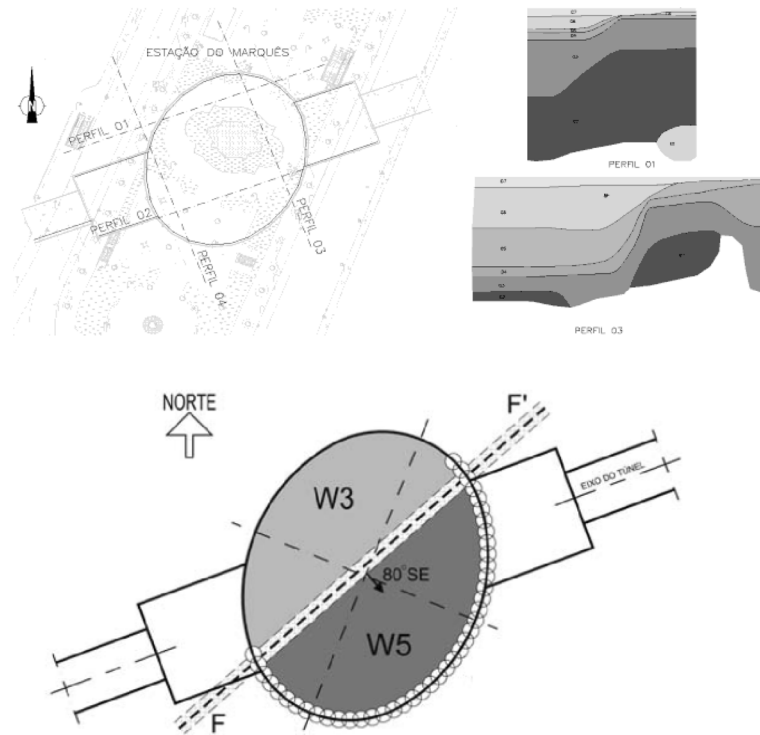 ESTAÇÃO DO MARQUÊS
N
PERFIL 01
PERFIL 02
PERFIL 03
PERFIL 04
PERFIL 01
PERFIL 03
NORTE
F'
W3
EIXO DO TÚNEL
80°SE
W5
F